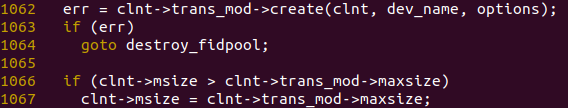 1062   err = clnt->trans_mod->create(clnt, dev_name, options);
1063   if (err)
1064     goto destroy_fidpool;
1065
1066   if (clnt->msize > clnt->trans_mod->maxsize)
1067     clnt->msize = clnt->trans_mod->maxsize;